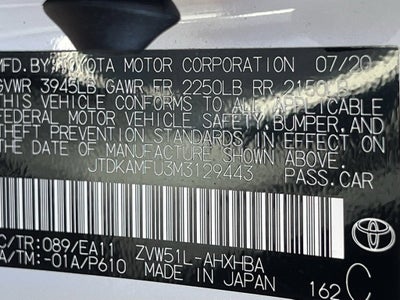 MFD. BY: TOYOTA MOTOR CORPORATION 07/20
GVWR 3945LB GAWR FR 2250LB RR 2150LB
THIS VEHICLE CONFORMS TO ALL APPLICABLE
FEDERAL MOTOR VEHICLE SAFETY, BUMPER, AND
THEFT PREVENTION STANDARDS IN EFFECT ON
THE DATE OF MANUFACTURE SHOWN ABOVE.
JTDKAMFU3M3129443 PASS.CAR
C/TR:089/EA11 ZVW51L-AHXHBA
A/TM:-01A/P610 MADE IN JAPAN 162C
TOYOTA